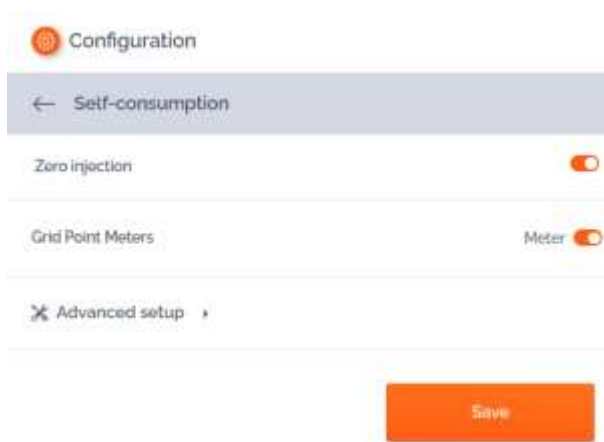 Configuration
← Self-consumption
Zero injection
Grid Point Meters
Meter
Advanced setup
Save